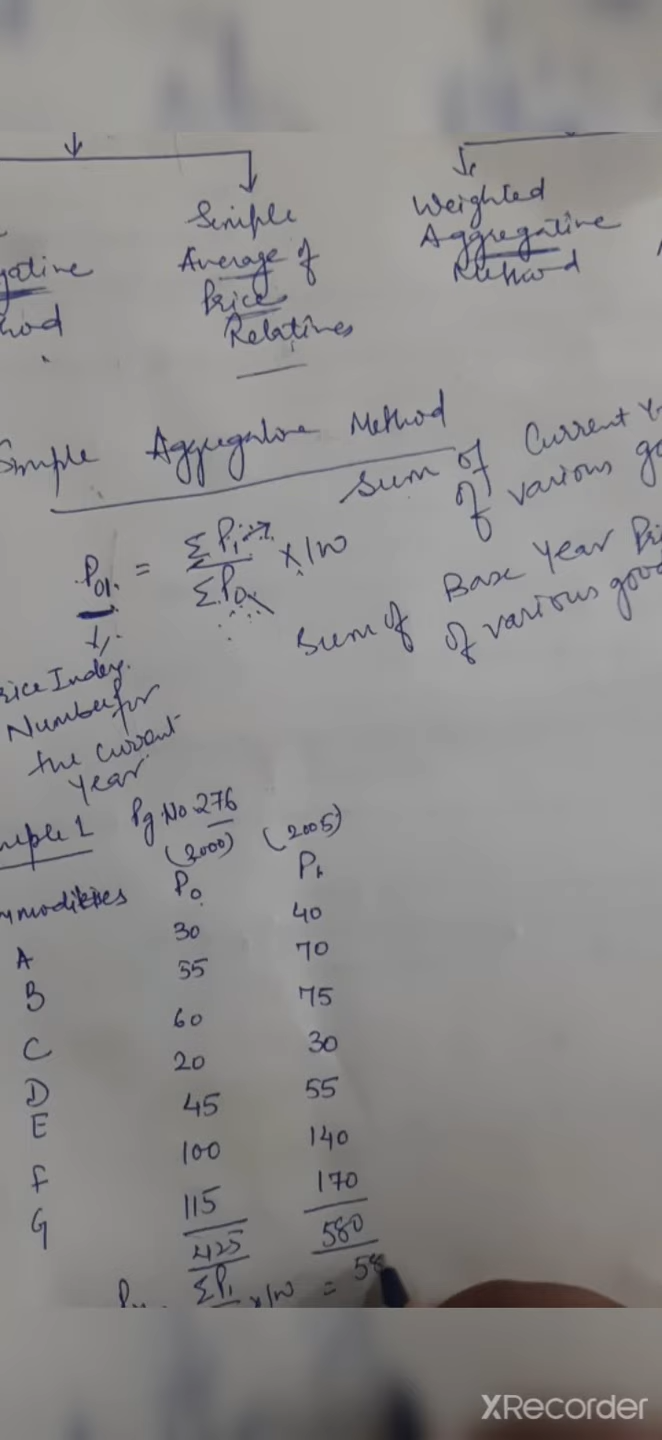 Simple
Average of
Price
Relatives
Weighted
Aggregative
Method
Simple Aggregative Method
P01 = ΣP1 / ΣP0 × 100
Sum of Current
of various
Sum of Base Year
of various
Index
Number for
the current
year
Pg No 276
(2000) (2005)
P0 P1
A 30 40
B 55 70
C 60 75
D 20 30
E 45 55
F 100 140
G 115 170
425 580
ΣP1 × 100 =
XRecorder